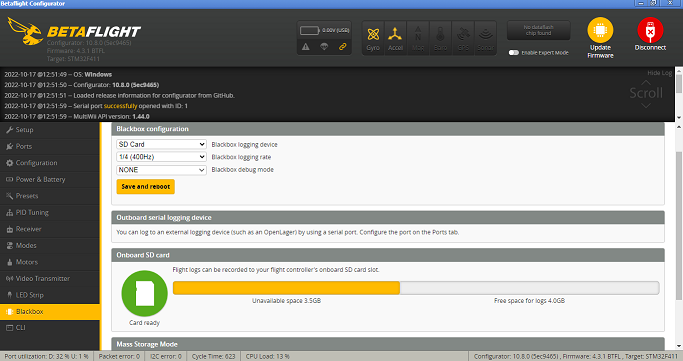 Betaflight Configurator
BETAFLIGHT
Configurator: 10.8.0 (5ec9465)
Firmware: 4.3.1 BTFL
Target: STM32F411
0.00V (USB)
Gyro
Accel
No dataflash
chip found
Enable Expert Mode
Update
Firmware
Disconnect
2022-10-17 @12:51:49 -- OS: Windows
2022-10-17 @12:51:50 -- Configurator: 10.8.0 (5ec9465)
2022-10-17 @12:51:51 -- Loaded release information for configurator from GitHub.
2022-10-17 @12:51:59 -- Serial port successfully opened with ID: 1
2022-10-17 @12:51:59 -- MultiWii API version: 1.44.0
Hide Log
Scroll
Setup
Ports
Configuration
Power & Battery
Presets
PID Tuning
Receiver
Modes
Motors
Video Transmitter
LED Strip
Blackbox
CLI
Blackbox configuration
SD Card Blackbox logging device
1/4 (400Hz) Blackbox logging rate
NONE Blackbox debug mode
Save and reboot
Outboard serial logging device
You can log to an external logging device (such as an OpenLager) by using a serial port. Configure the port on the Ports tab.
Onboard SD card
Flight logs can be recorded to your flight controller's onboard SD card slot.
Unavailable space 3.5GB
Free space for logs 4.0GB
Card ready
Mass Storage Mode
Port utilization: D: 32 % U: 1 % Packet error: 0 I2C error: 0 Cycle Time: 623 CPU Load: 13 % Configurator: 10.8.0 (5ec9465) , Firmware: 4.3.1 BTFL , Target: STM32F411